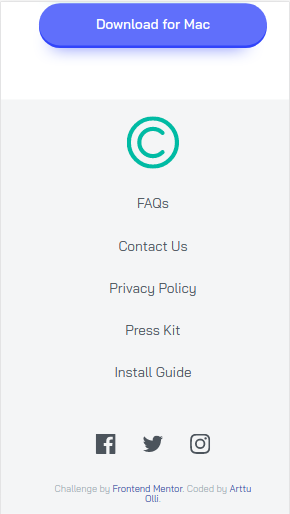 Download for Mac
FAQs
Contact Us
Privacy Policy
Press Kit
Install Guide
Challenge by Frontend Mentor. Coded by Arttu
Olli.